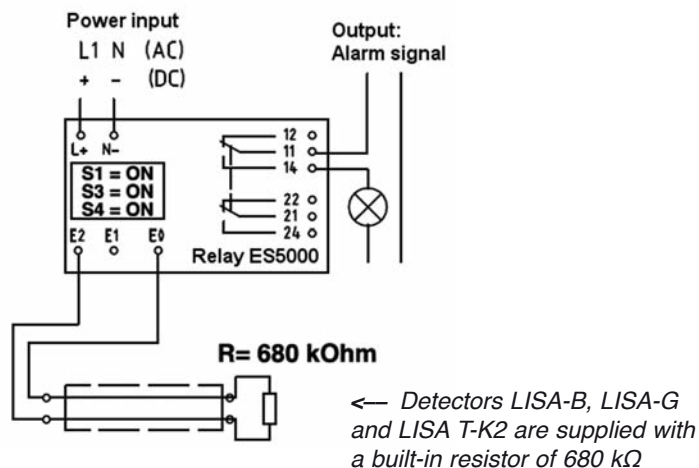 Power input
L1 N (AC)
+ - (DC)
Output:
Alarm signal
L+ N-
S1 = ON
S3 = ON
S4 = ON
E2 E1 E0
12
11
14
22
21
24
Relay ES5000
R= 680 kOhm
<— Detectors LISA-B, LISA-G
and LISA T-K2 are supplied with
a built-in resistor of 680 kΩ